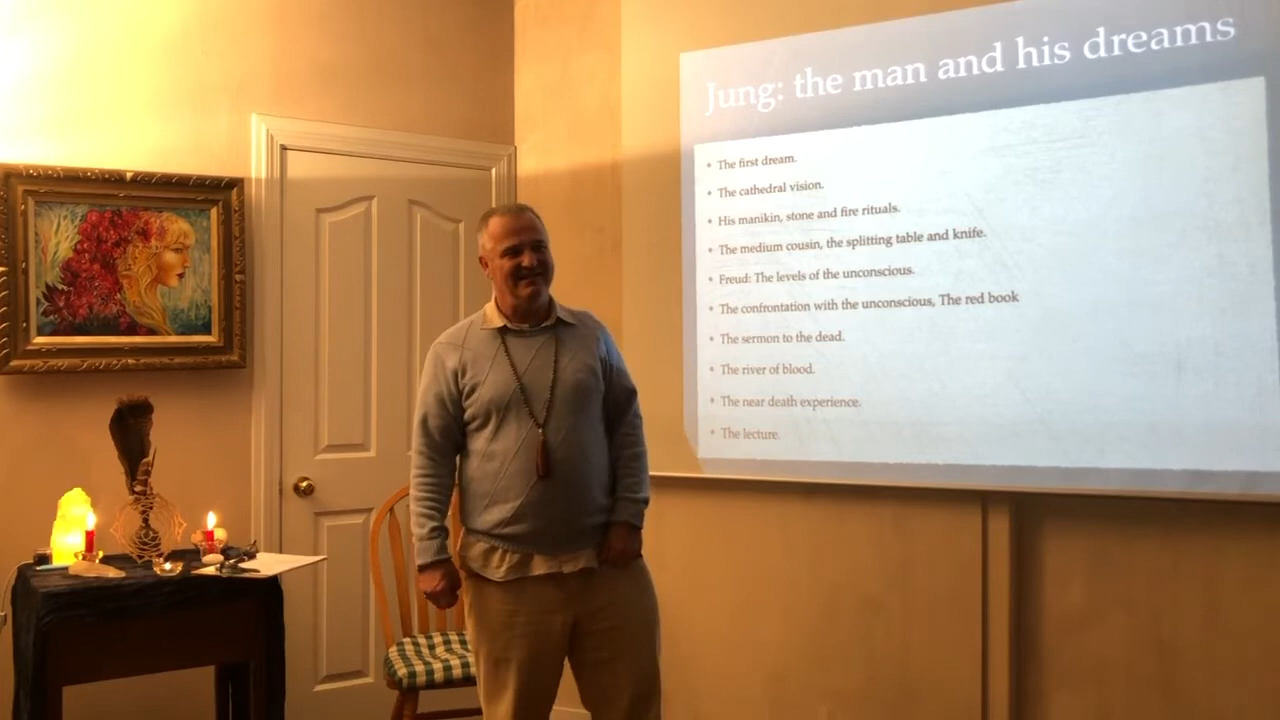 Jung: the man and his dreams
• The first dream.
• The cathedral vision.
• His manikin, stone and fire rituals.
• The medium cousin, the splitting table and knife.
• Freud: The levels of the unconscious.
• The confrontation with the unconscious, The red book
• The sermon to the dead.
• The river of blood.
• The near death experience.
• The lecture.